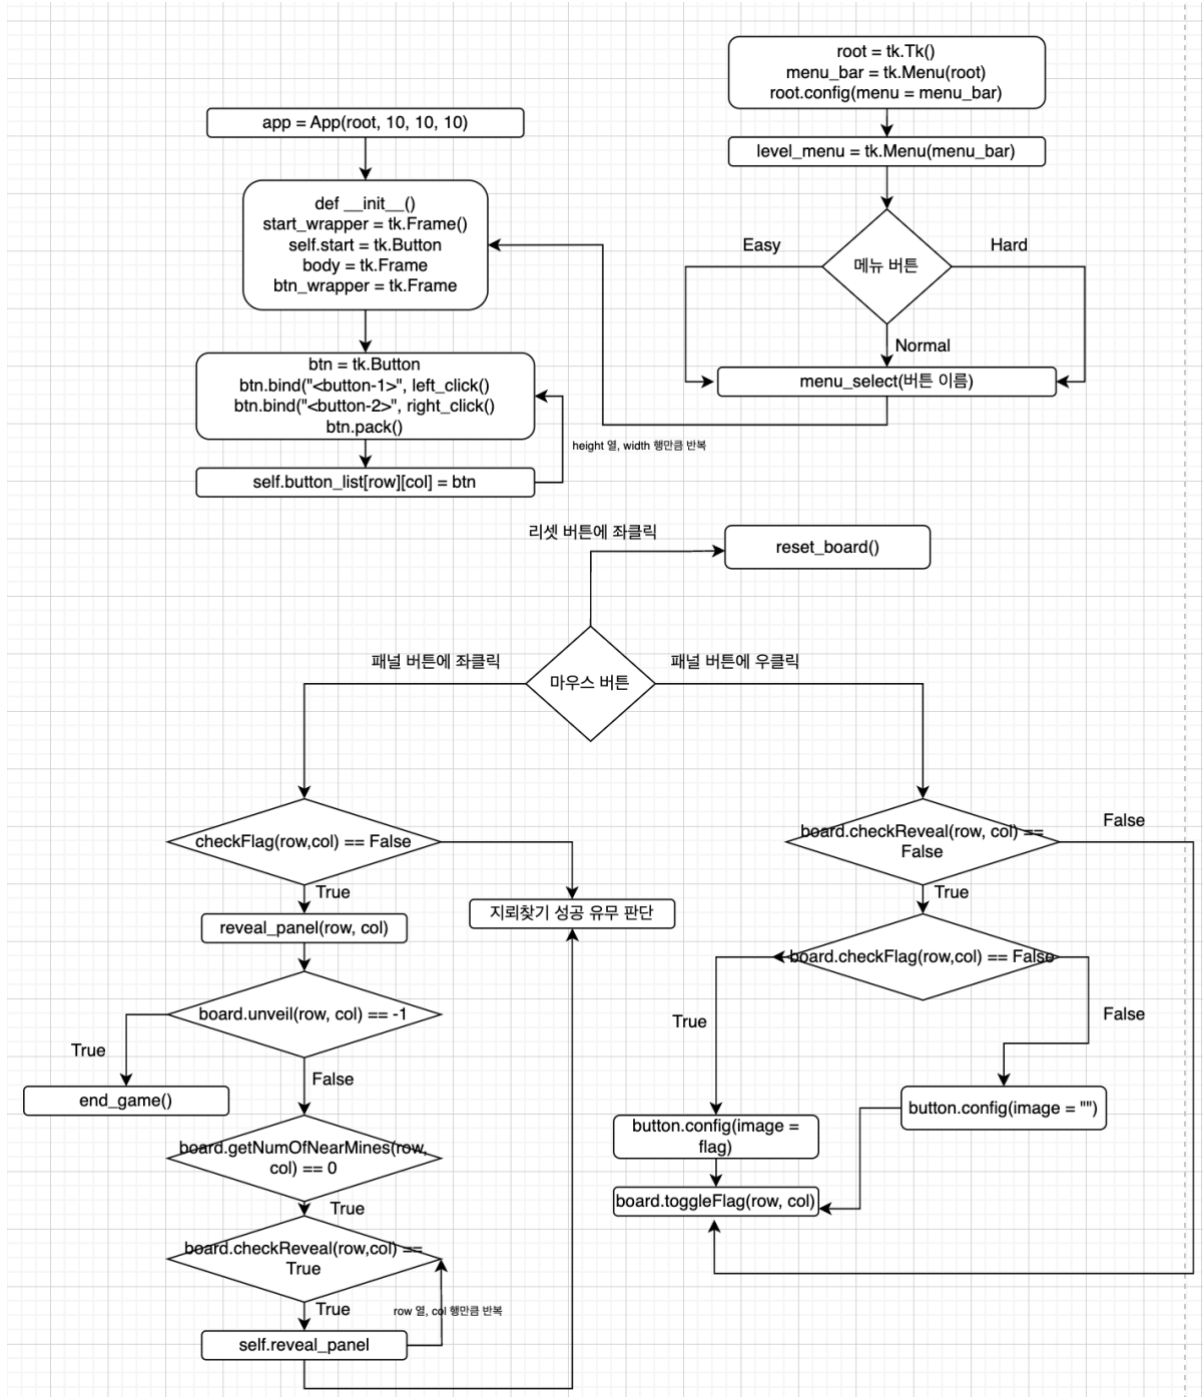 root = tk.Tk()
menu_bar = tk.Menu(root)
root.config(menu = menu_bar)
app = App(root, 10, 10, 10)
level_menu = tk.Menu(menu_bar)
def __init__()
start_wrapper = tk.Frame()
self.start = tk.Button
body = tk.Frame
btn_wrapper = tk.Frame
Easy
Hard
메뉴 버튼
Normal
menu_select(버튼 이름)
btn = tk.Button
btn.bind("<button-1>", left_click()
btn.bind("<button-2>", right_click()
btn.pack()
height 열, width 행만큼 반복
self.button_list[row][col] = btn
리셋 버튼에 좌클릭
reset_board()
패널 버튼에 좌클릭
패널 버튼에 우클릭
마우스 버튼
checkFlag(row,col) == False
True
reveal_panel(row, col)
지뢰찾기 성공 유무 판단
board.unveil(row, col) == -1
True
end_game()
False
board.getNumOfNearMines(row,
col) == 0
True
board.checkReveal(row,col) ==
True
True
row 열, col 행만큼 반복
self.reveal_panel
board.checkReveal(row, col) ==
False
False
True
board.checkFlag(row,col) == False
True
False
button.config(image = "")
button.config(image =
flag)
board.toggleFlag(row, col)